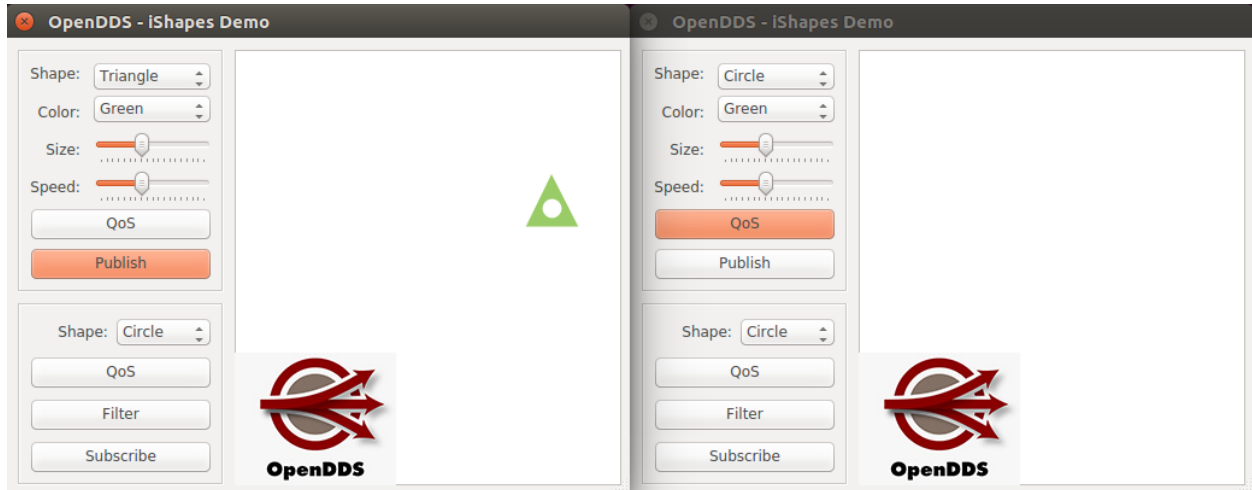 OpenDDS - iShapes Demo
Shape: Triangle
Color: Green
Size:
Speed:
QoS
Publish
Shape: Circle
QoS
Filter
Subscribe
OpenDDS
OpenDDS - iShapes Demo
Shape: Circle
Color: Green
Size:
Speed:
QoS
Publish
Shape: Circle
QoS
Filter
Subscribe
OpenDDS